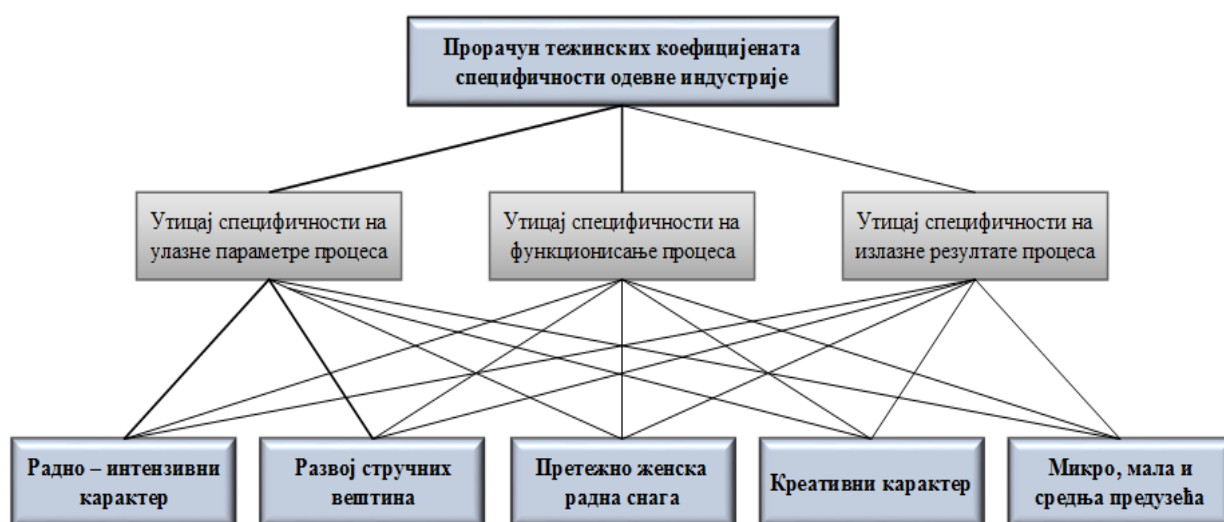 Прорачун тежинских коефицијената
специфичности одевне индустрије
Утицај специфичности на
улазне параметре процеса
Утицај специфичности на
функционисање процеса
Утицај специфичности на
излазне резултате процеса
Радно – интензивни
карактер
Развој стручних
вештина
Претежно женска
радна снага
Креативни карактер
Микро, мала и
средња предузећа